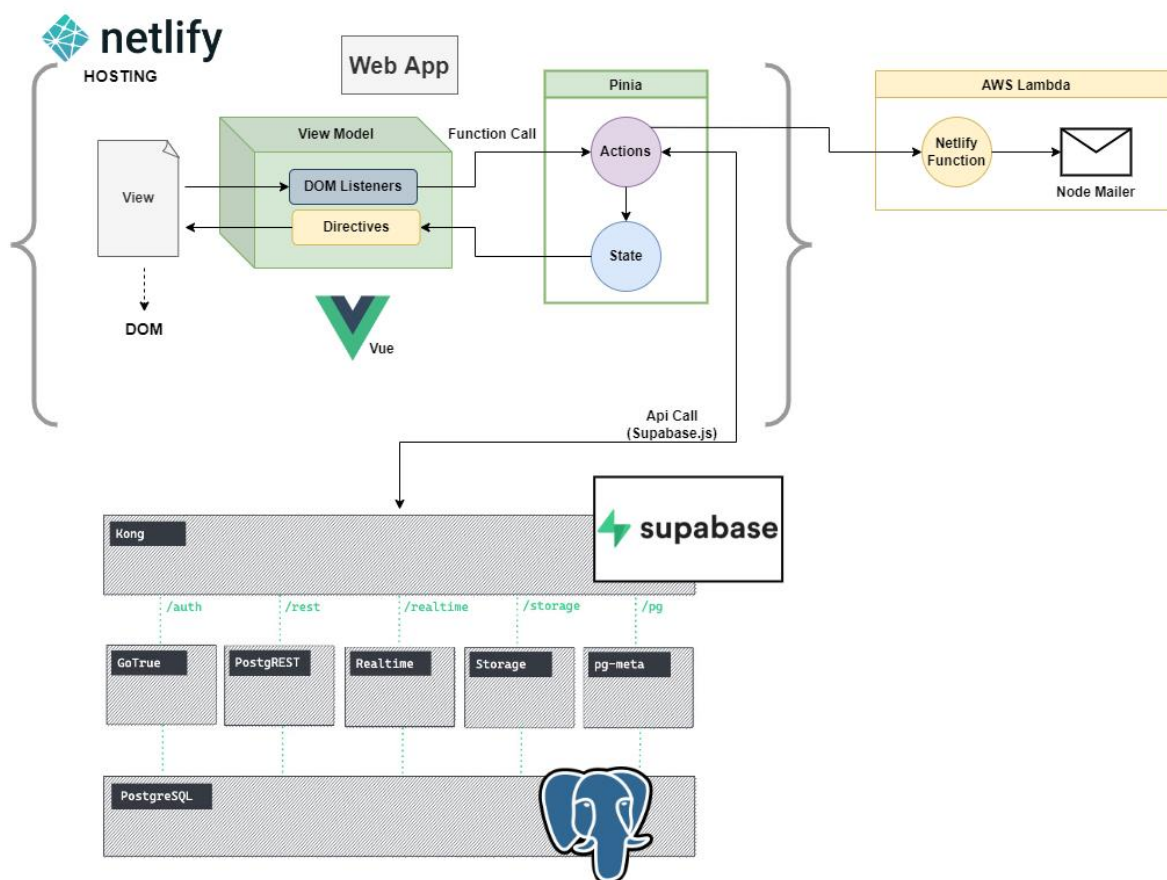 netlify
HOSTING
Web App
Pinia
AWS Lambda
View Model
Function Call
Actions
Netlify
Function
DOM Listeners
View
Directives
State
Node Mailer
DOM
Vue
Api Call
(Supabase.js)
supabase
Kong
/auth
/rest
/realtime
/storage
/pg
GoTrue
PostgREST
Realtime
Storage
pg-meta
PostgreSQL